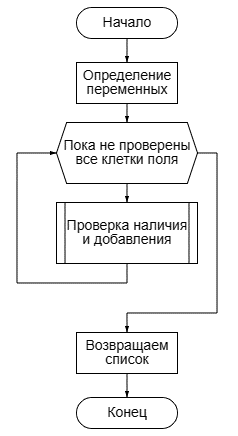 Начало
Определение
переменных
Пока не проверены
все клетки поля
Проверка наличия
и добавления
Возвращаем
список
Конец